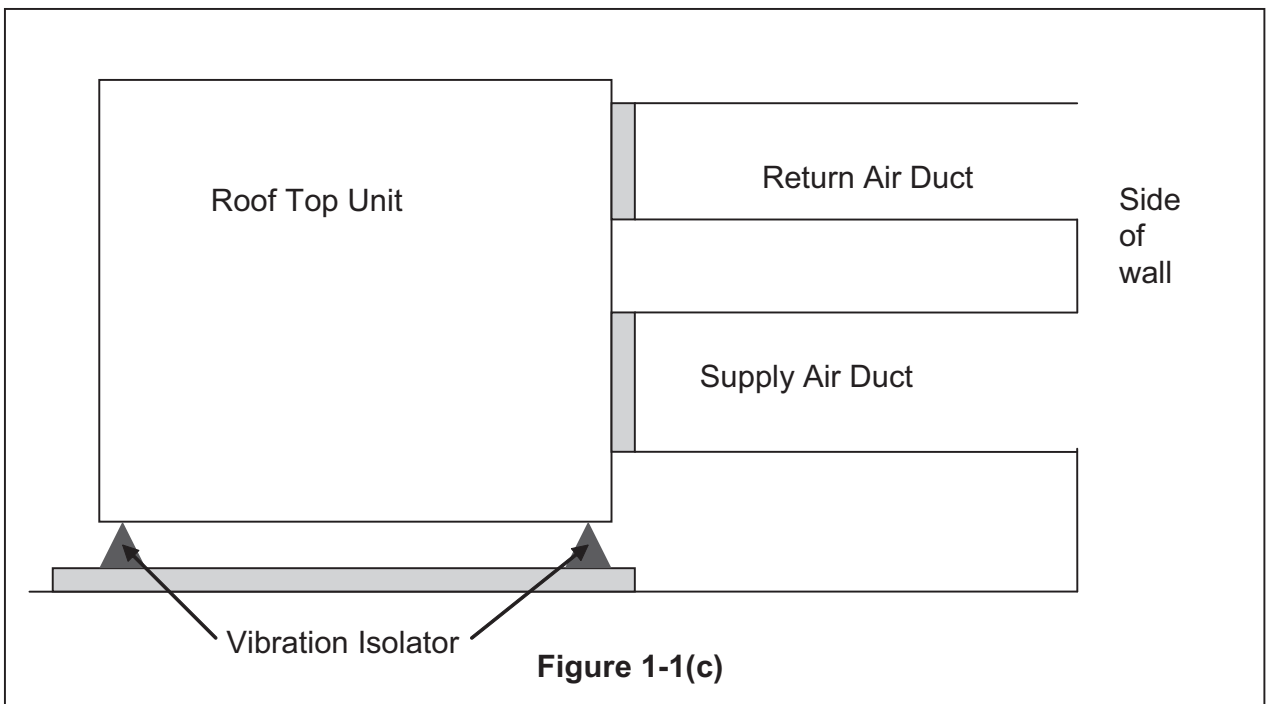 Roof Top Unit
Return Air Duct
Side
of
wall
Supply Air Duct
Vibration Isolator
Figure 1-1(c)